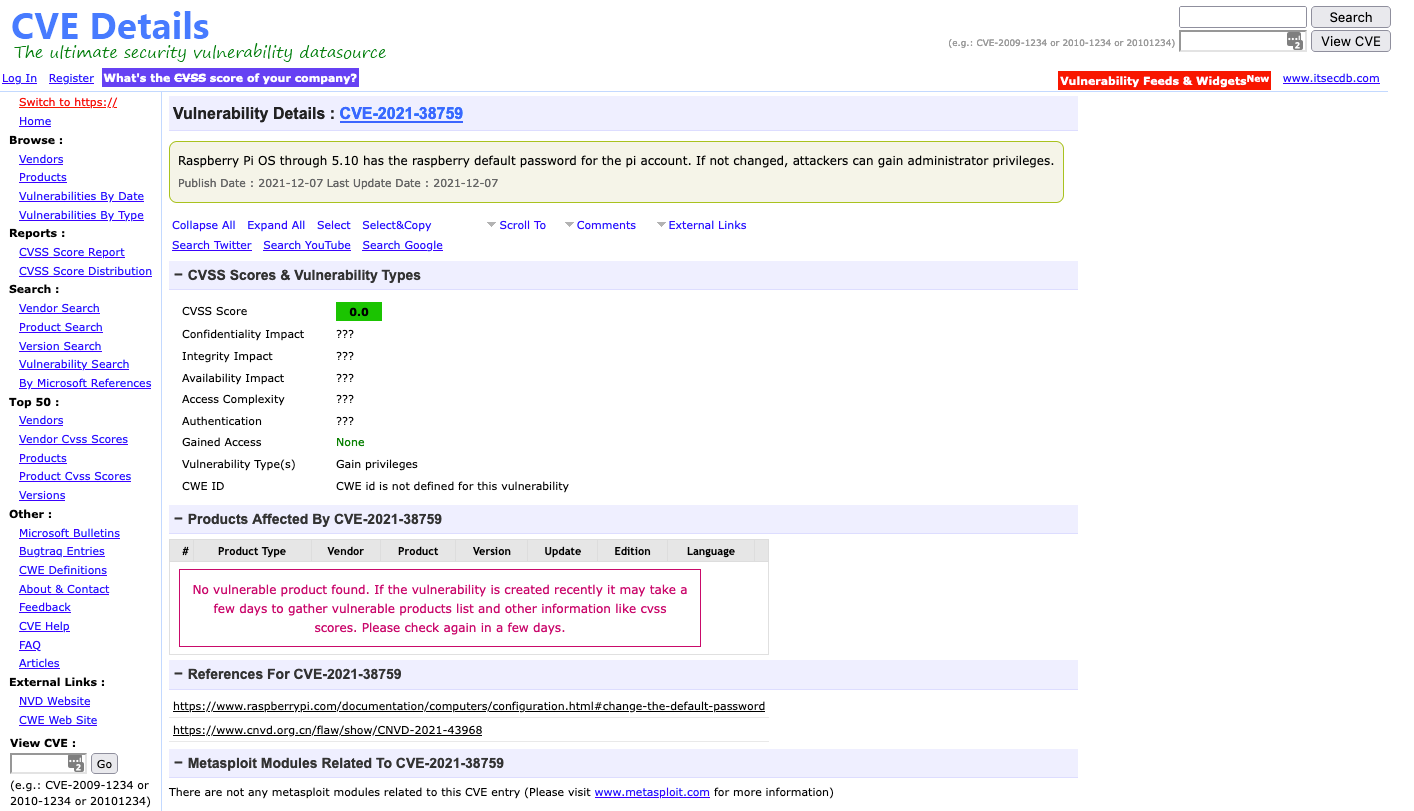 CVE Details
The ultimate security vulnerability datasource
Search
(e.g.: CVE-2009-1234 or 2010-1234 or 20101234)
View CVE
Log In Register What's the CVSS score of your company?
Vulnerability Feeds & WidgetsNew www.itsecdb.com
Switch to https://
Home
Browse :
Vendors
Products
Vulnerabilities By Date
Vulnerabilities By Type
Reports :
CVSS Score Report
CVSS Score Distribution
Search :
Vendor Search
Product Search
Version Search
Vulnerability Search
By Microsoft References
Top 50 :
Vendors
Vendor Cvss Scores
Products
Product Cvss Scores
Versions
Other :
Microsoft Bulletins
Bugtraq Entries
CWE Definitions
About & Contact
Feedback
CVE Help
FAQ
Articles
External Links :
NVD Website
CWE Web Site
View CVE :
Go
(e.g.: CVE-2009-1234 or
2010-1234 or 20101234)
Vulnerability Details : CVE-2021-38759
Raspberry Pi OS through 5.10 has the raspberry default password for the pi account. If not changed, attackers can gain administrator privileges.
Publish Date : 2021-12-07 Last Update Date : 2021-12-07
Collapse All Expand All Select Select&Copy Scroll To Comments External Links
Search Twitter Search YouTube Search Google
− CVSS Scores & Vulnerability Types
CVSS Score 0.0
Confidentiality Impact ???
Integrity Impact ???
Availability Impact ???
Access Complexity ???
Authentication ???
Gained Access None
Vulnerability Type(s) Gain privileges
CWE ID CWE id is not defined for this vulnerability
− Products Affected By CVE-2021-38759
# Product Type Vendor Product Version Update Edition Language
No vulnerable product found. If the vulnerability is created recently it may take a
few days to gather vulnerable products list and other information like cvss
scores. Please check again in a few days.
− References For CVE-2021-38759
https://www.raspberrypi.com/documentation/computers/configuration.html#change-the-default-password
https://www.cnvd.org.cn/flaw/show/CNVD-2021-43968
− Metasploit Modules Related To CVE-2021-38759
There are not any metasploit modules related to this CVE entry (Please visit www.metasploit.com for more information)